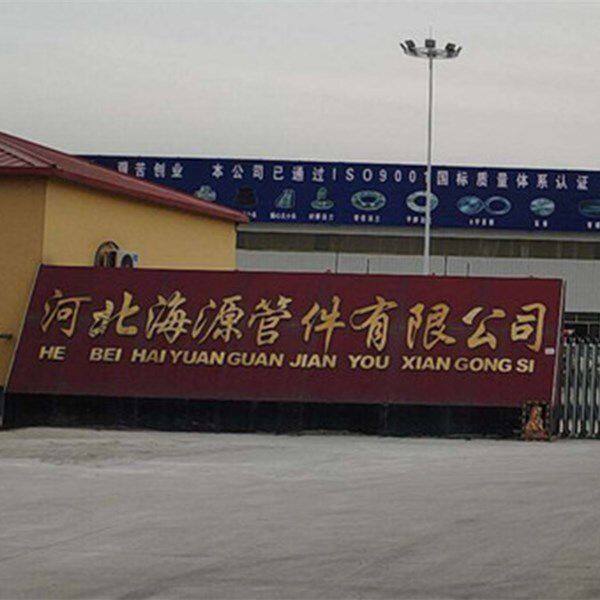 艰苦创业 本公司已通过ISO9001国标质量体系认证
河北海源管件有限公司
HE BEI HAI YUAN GUAN JIAN YOU XIAN GONG SI